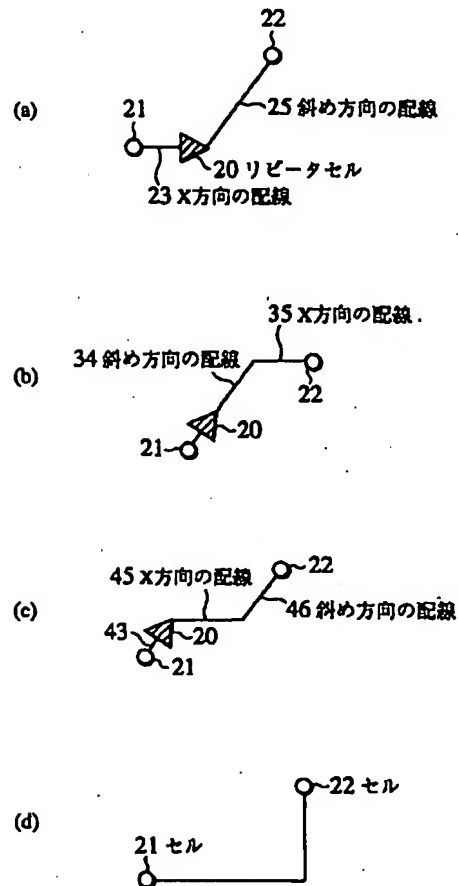 22
(a)
21
25 斜め方向の配線
20 リピータセル
23 X方向の配線
35 X方向の配線
34 斜め方向の配線
(b)
22
21
20
45 X方向の配線
22
(c)
46 斜め方向の配線
43
20
21
22 セル
(d)
21 セル